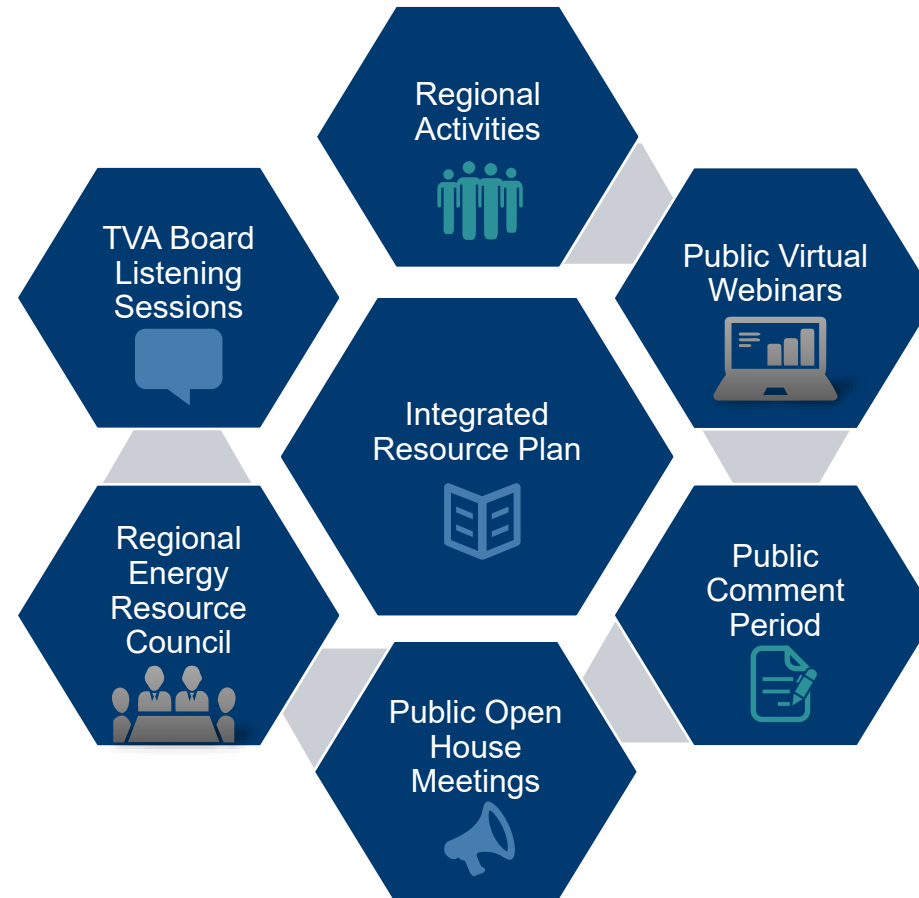 Regional
Activities
TVA Board
Listening
Sessions
Public Virtual
Webinars
Integrated
Resource Plan
Regional
Energy
Resource
Council
Public
Comment
Period
Public Open
House
Meetings